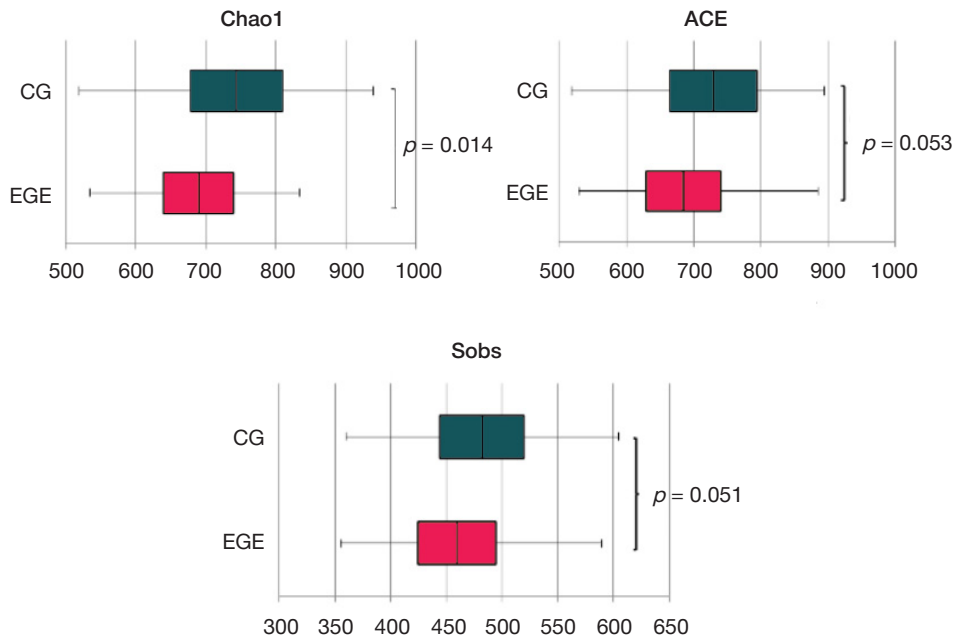 Chao1
CG
p = 0.014
EGE
500 600 700 800 900 1000
ACE
CG
p = 0.053
EGE
500 600 700 800 900 1000
Sobs
CG
p = 0.051
EGE
300 350 400 450 500 550 600 650